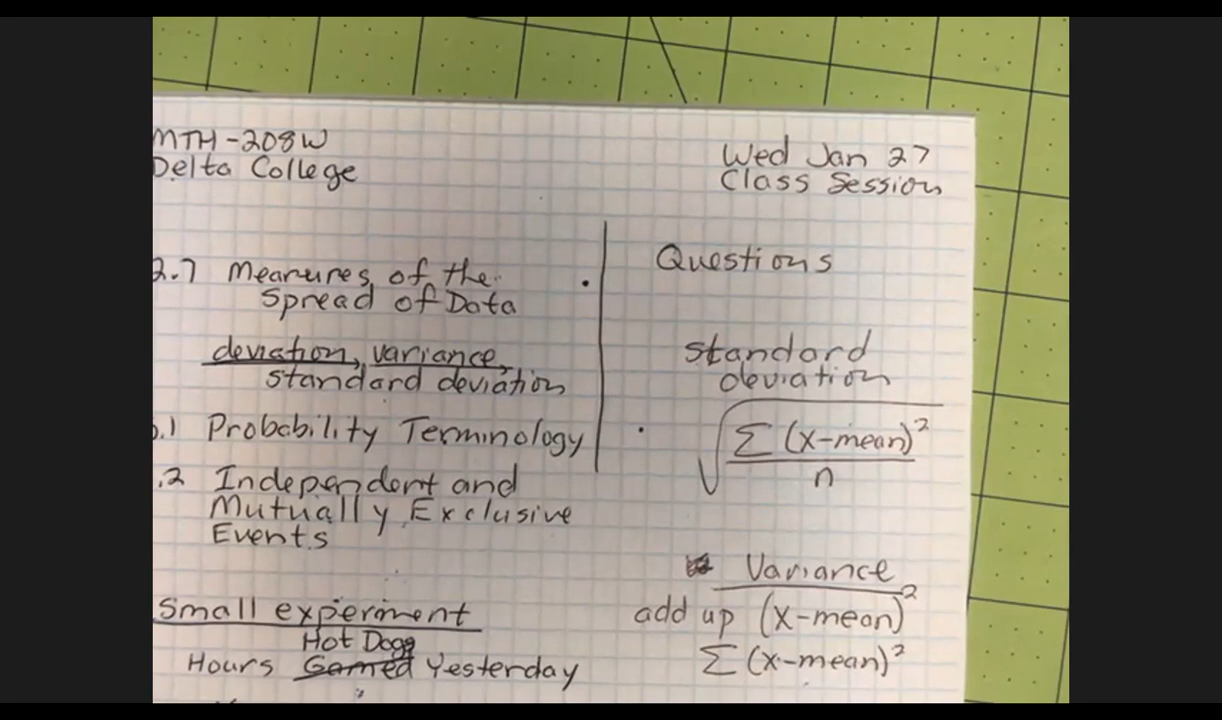 MTH-208W
Delta College
Wed Jan 27
Class Session
2.7 Measures of the
Spread of Data
deviation, variance,
standard deviation
.1 Probability Terminology
.2 Independent and
Mutually Exclusive
Events
Small experiment
Hot Dogs
Hours Gamed Yesterday
Questions
standard
deviation
√ Σ (x-mean)²
n
Variance
add up (x-mean)²
Σ (x-mean)²